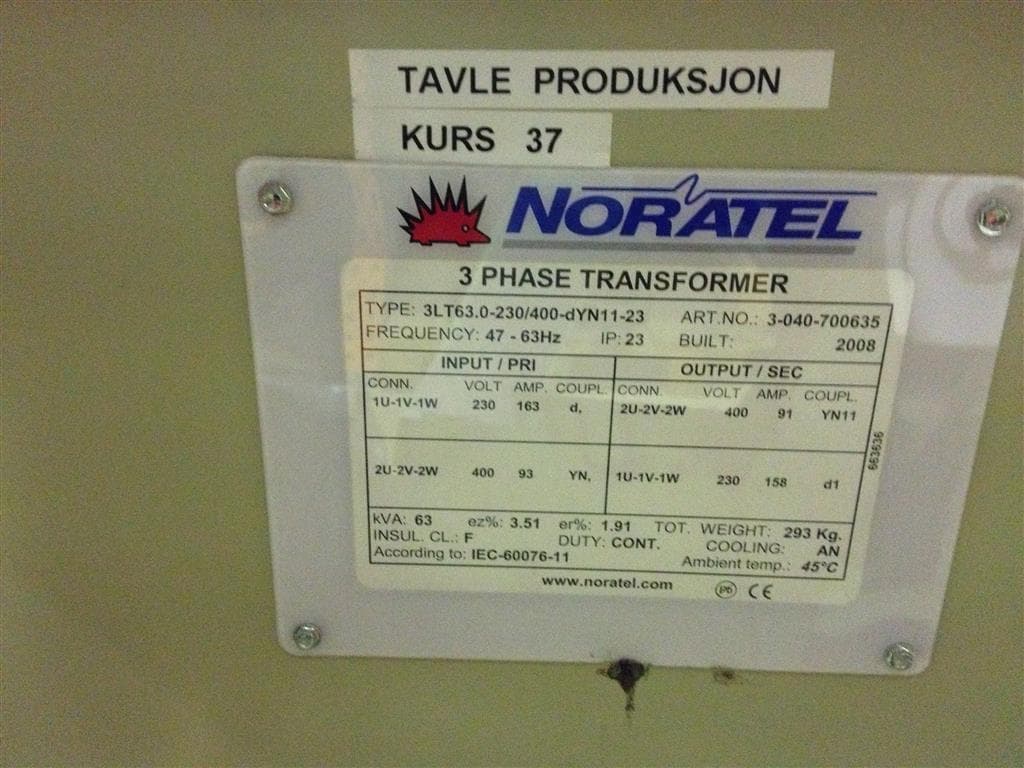 TAVLE PRODUKSJON
KURS 37
NORATEL
3 PHASE TRANSFORMER
TYPE: 3LT63.0-230/400-dYN11-23 ART.NO.: 3-040-700635
FREQUENCY: 47 - 63Hz IP: 23 BUILT: 2008
INPUT / PRI OUTPUT / SEC
CONN. VOLT AMP. COUPL. CONN. VOLT AMP. COUPL.
1U-1V-1W 230 163 d, 2U-2V-2W 400 91 YN11
2U-2V-2W 400 93 YN, 1U-1V-1W 230 158 d1
663636
kVA: 63 ez%: 3.51 er%: 1.91 TOT. WEIGHT: 293 Kg.
INSUL. CL.: F DUTY: CONT. COOLING: AN
According to: IEC-60076-11 Ambient temp.: 45°C
www.noratel.com Pb CE